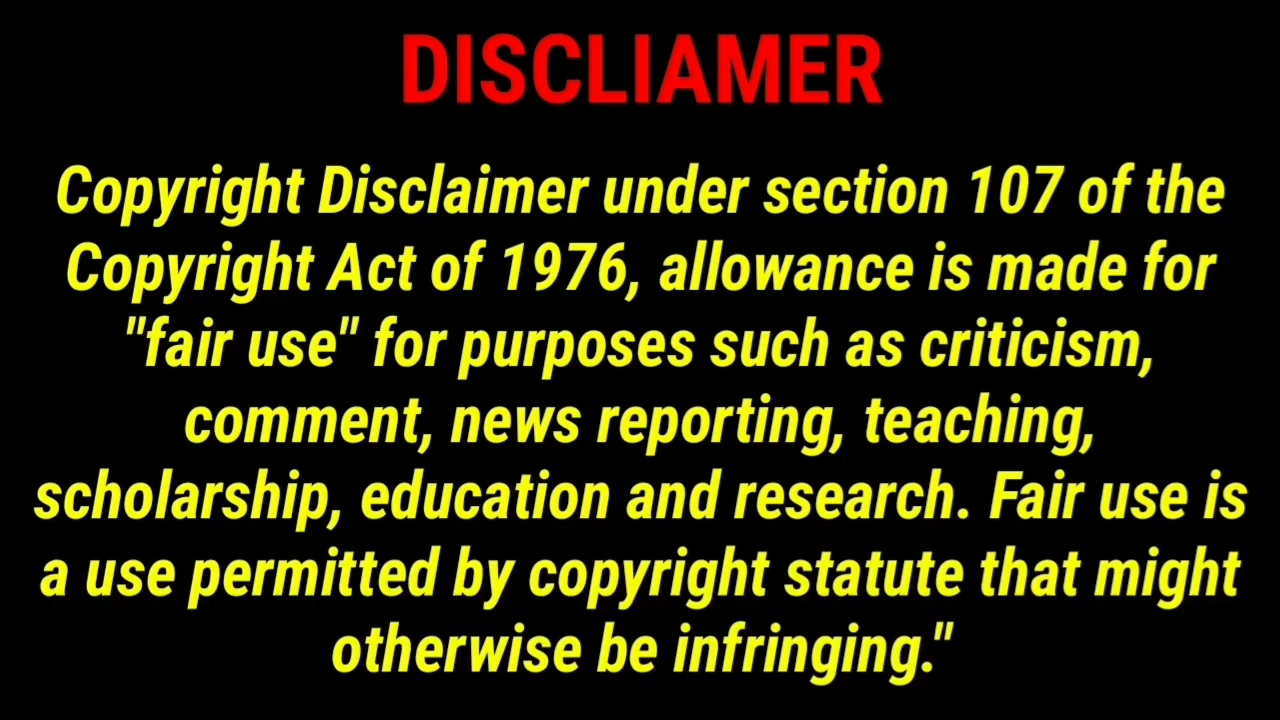 DISCLIAMER
Copyright Disclaimer under section 107 of the
Copyright Act of 1976, allowance is made for
"fair use" for purposes such as criticism,
comment, news reporting, teaching,
scholarship, education and research. Fair use is
a use permitted by copyright statute that might
otherwise be infringing."